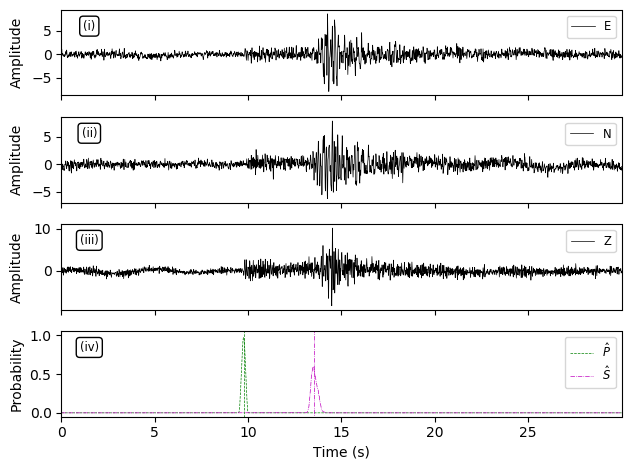 (i)
E
Amplitude
5
0
−5
(ii)
N
Amplitude
5
0
−5
(iii)
Z
Amplitude
10
0
(iv)
P̂
Ŝ
Probability
1.0
0.5
0.0
0 5 10 15 20 25
Time (s)